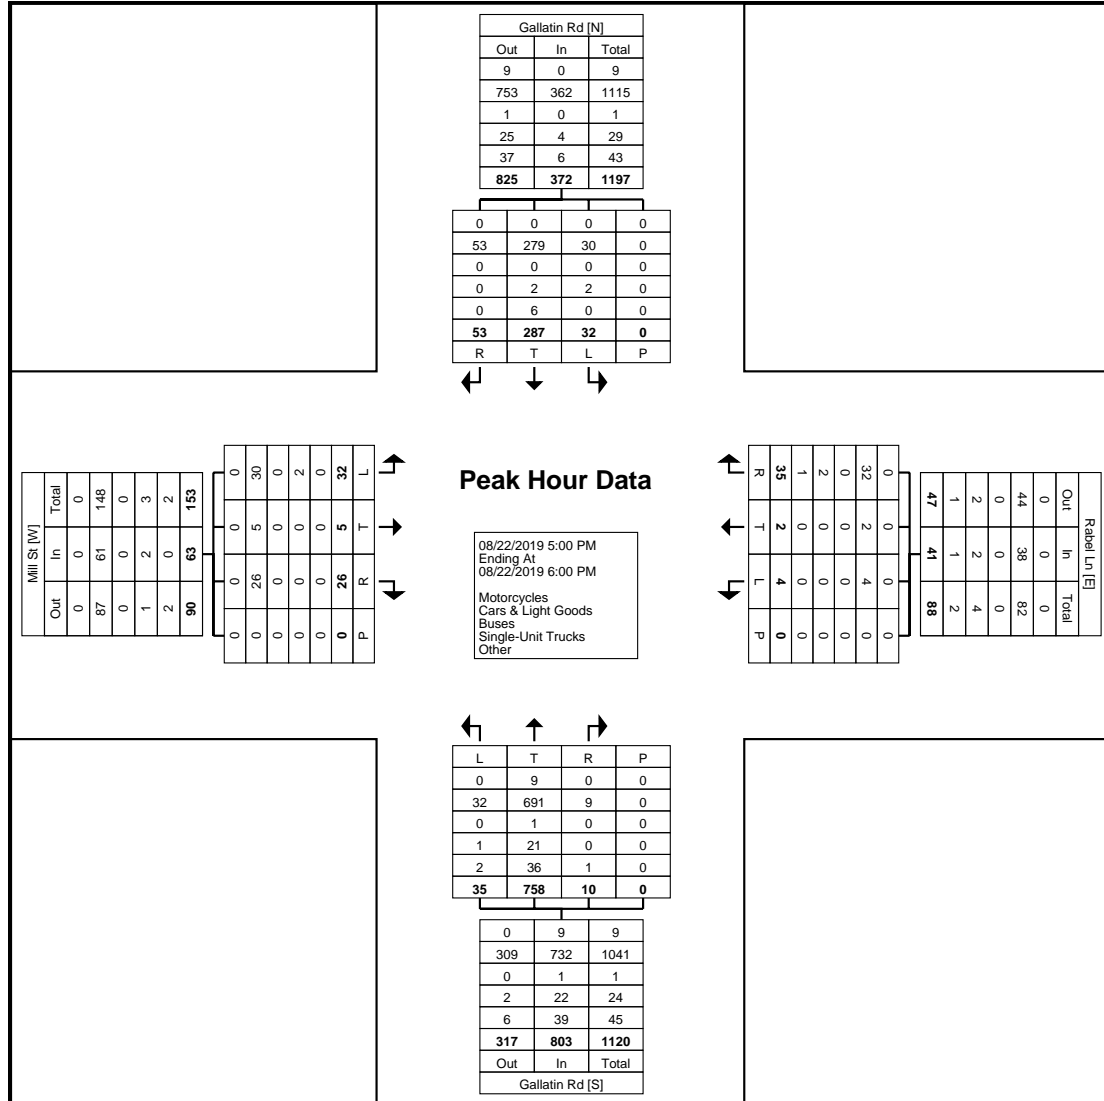 Gallatin Rd [N]
Out In Total
9 0 9
753 362 1115
1 0 1
25 4 29
37 6 43
825 372 1197
0 0 0 0
53 279 30 0
0 0 0 0
0 2 2 0
0 6 0 0
53 287 32 0
R T L P
Mill St [W]
Total In Out
0 0 0
148 61 87
0 0 0
3 2 1
2 0 2
153 63 90
0 0 0 0
30 5 26 0
0 0 0 0
2 0 0 0
0 0 0 0
32 5 26 0
L T R P
Peak Hour Data
08/22/2019 5:00 PM
Ending At
08/22/2019 6:00 PM
Motorcycles
Cars & Light Goods
Buses
Single-Unit Trucks
Other
R T L P
35 2 4 0
1 0 0 0
2 0 0 0
0 0 0 0
32 2 4 0
0 0 0 0
47 41 88
1 1 2
2 2 4
0 0 0
44 38 82
0 0 0
Out In Total
Rabel Ln [E]
L T R P
0 9 0 0
32 691 9 0
0 1 0 0
1 21 0 0
2 36 1 0
35 758 10 0
0 9 9
309 732 1041
0 1 1
2 22 24
6 39 45
317 803 1120
Out In Total
Gallatin Rd [S]